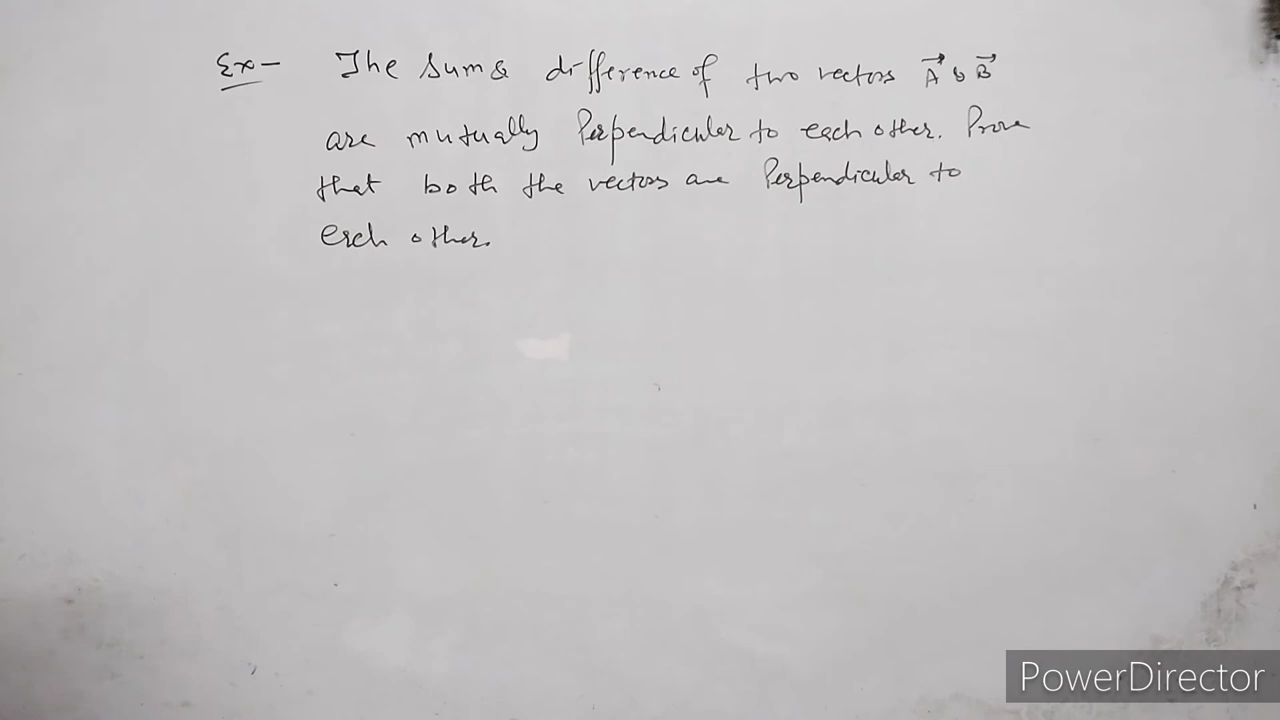 Ex- The Sum & difference of two vectors A & B
are mutually Perpendicular to each other. Prove
that both the vectors are Perpendicular to
each other.
PowerDirector